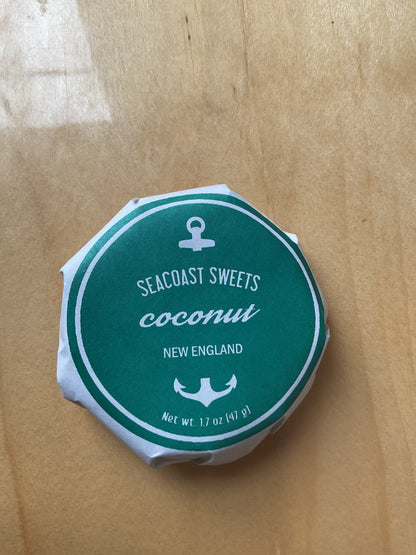 SEACOAST SWEETS
coconut
NEW ENGLAND
Net wt. 1.7 oz (47 g)